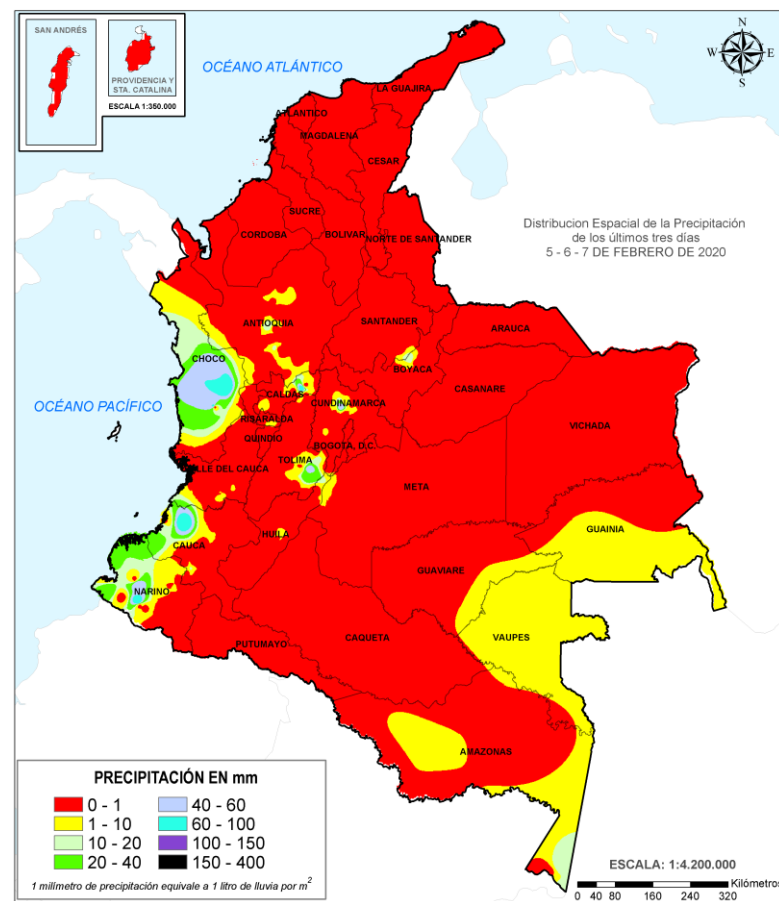 SAN ANDRÉS
PROVIDENCIA Y
STA. CATALINA
ESCALA 1:350.000
OCÉANO ATLÁNTICO
N
W
E
S
LA GUAJIRA
ATLANTICO
MAGDALENA
CESAR
SUCRE
CORDOBA
BOLIVAR
NORTE DE SANTANDER
Distribucion Espacial de la Precipitación
de los últimos tres días
5 - 6 - 7 DE FEBRERO DE 2020
ANTIOQUIA
SANTANDER
ARAUCA
CHOCO
BOYACA
CASANARE
CALDAS
CUNDINAMARCA
OCÉANO PACÍFICO
RISARALDA
VICHADA
QUINDIO
BOGOTA, D.C.
TOLIMA
VALLE DEL CAUCA
META
GUAINIA
HUILA
CAUCA
GUAVIARE
NARIÑO
VAUPES
CAQUETA
PUTUMAYO
AMAZONAS
PRECIPITACIÓN EN mm
0 - 1
40 - 60
1 - 10
60 - 100
10 - 20
100 - 150
20 - 40
150 - 400
1 milímetro de precipitación equivale a 1 litro de lluvia por m²
ESCALA: 1:4.200.000
Kilómetros
0 40 80 160 240 320